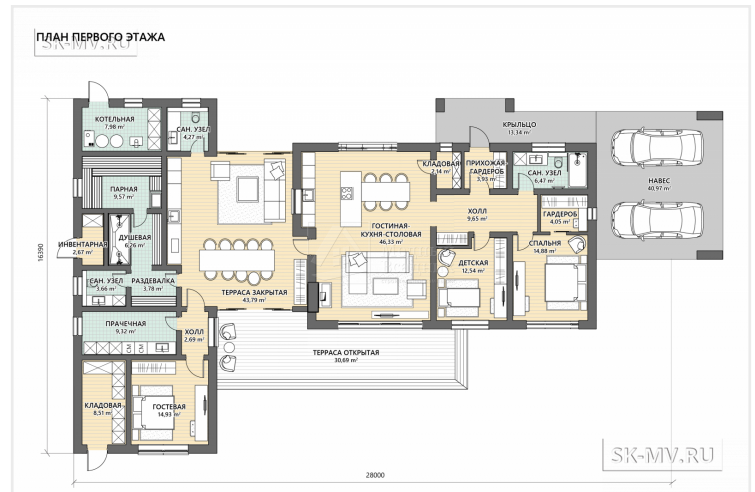 ПЛАН ПЕРВОГО ЭТАЖА
SK-MV.RU
КОТЕЛЬНАЯ
7,98 m²
САН. УЗЕЛ
4,27 m²
КРЫЛЬЦО
13,34 m²
КЛАДОВАЯ
2,14 m²
ПРИХОЖАЯ
ГАРДЕРОБ
3,93 m²
САН. УЗЕЛ
6,47 m²
НАВЕС
40,97 m²
ПАРНАЯ
9,57 m²
ХОЛЛ
9,65 m²
ГАРДЕРОБ
4,05 m²
ГОСТИНАЯ-
КУХНЯ-СТОЛОВАЯ
46,33 m²
ДУШЕВАЯ
6,26 m²
ИНВЕНТАРНАЯ
2,67 m²
СПАЛЬНЯ
14,88 m²
ДЕТСКАЯ
12,54 m²
САН. УЗЕЛ
3,66 m²
РАЗДЕВАЛКА
3,78 m²
ТЕРРАСА ЗАКРЫТАЯ
43,79 m²
16390
ПРАЧЕЧНАЯ
9,32 m²
СМ СМ
ХОЛЛ
2,69 m²
ТЕРРАСА ОТКРЫТАЯ
30,69 m²
КЛАДОВАЯ
8,51 m²
ГОСТЕВАЯ
14,93 m²
SK-MV.RU
28000